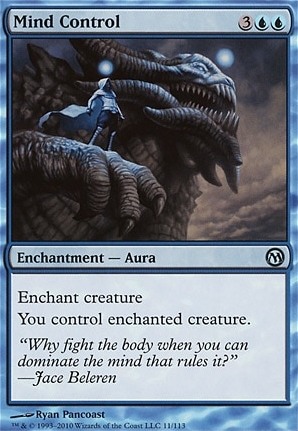 Mind Control 3
Enchantment — Aura
Enchant creature
You control enchanted creature.
“Why fight the body when you can
dominate the mind that rules it?”
—Jace Beleren
Ryan Pancoast
™ & © 1993–2010 Wizards of the Coast LLC 11/113